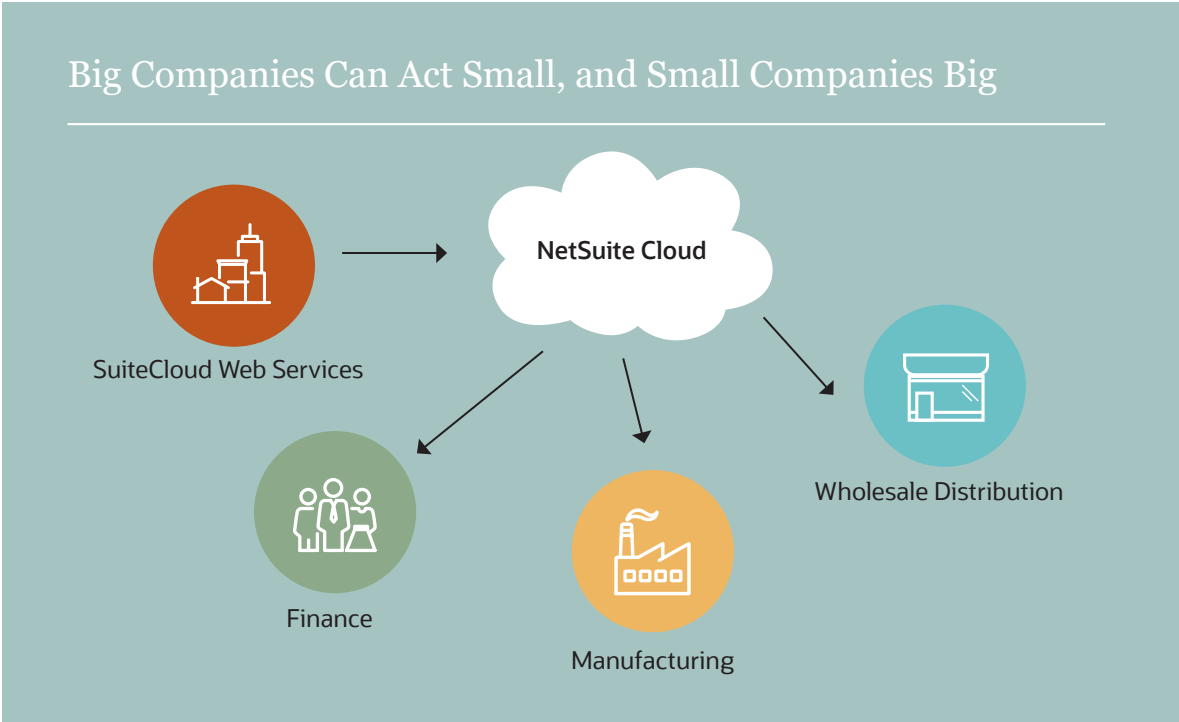 Big Companies Can Act Small, and Small Companies Big
NetSuite Cloud
SuiteCloud Web Services
Wholesale Distribution
Finance
Manufacturing